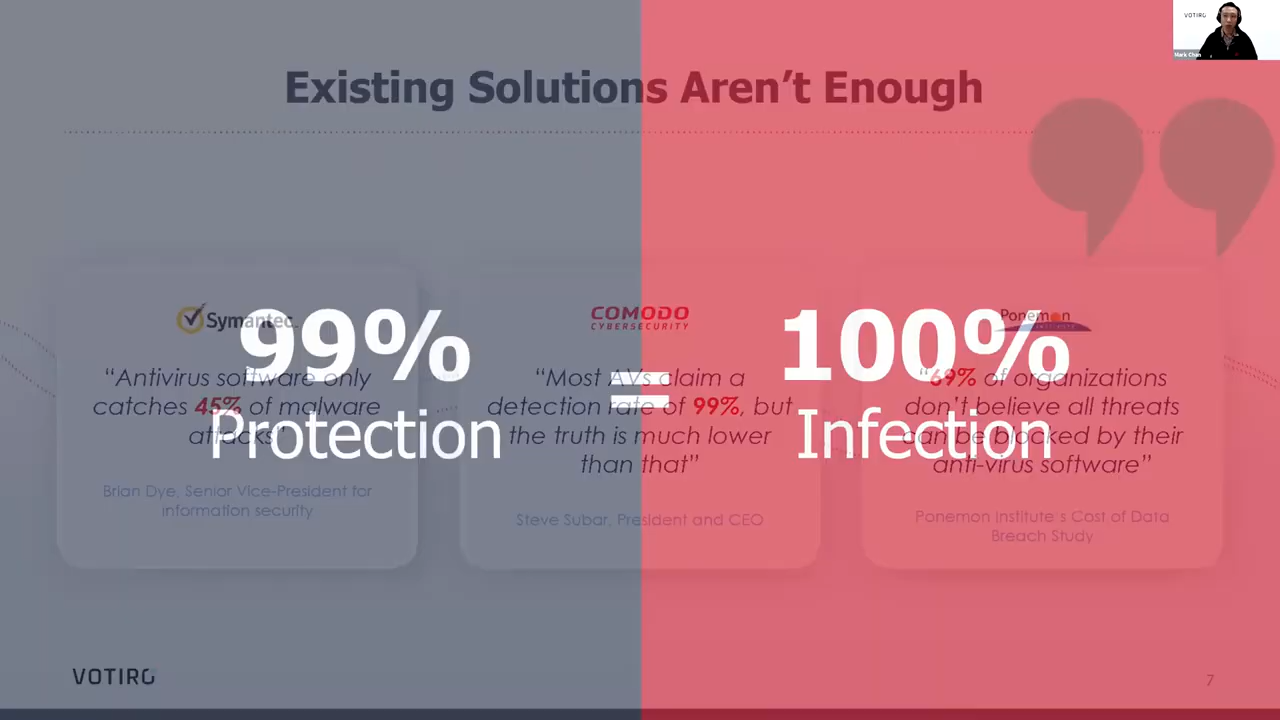 VOTIRO
Mark Chan
Existing Solutions Aren’t Enough
Symantec.
“Antivirus software only
catches 45% of malware
attacks”
Brian Dye, Senior Vice-President for
information security
COMODO
CYBERSECURITY
“Most AVs claim a
detection rate of 99%, but
the truth is much lower
than that”
Steve Subar, President and CEO
Ponemon
INSTITUTE
“69% of organizations
don’t believe all threats
can be blocked by their
anti-virus software”
Ponemon Institute’s Cost of Data
Breach Study
99%
Protection
=
100%
Infection
VOTIRO
7